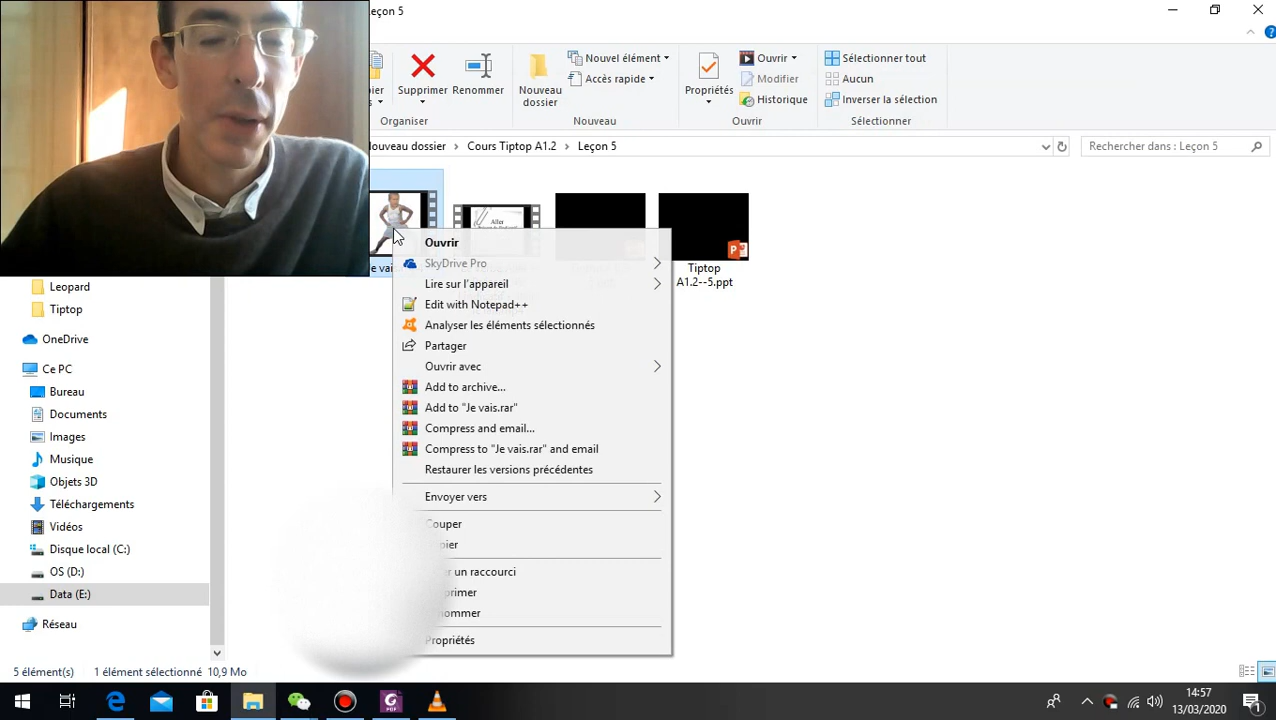 Leçon 5
Supprimer
Renommer
Nouveau
dossier
Nouvel élément
Accès rapide
Propriétés
Ouvrir
Modifier
Historique
Sélectionner tout
Aucun
Inverser la sélection
Organiser
Nouveau
Ouvrir
Sélectionner
dossier
Cours Tiptop A1.2
Leçon 5
Rechercher dans : Leçon 5
Aller
Tiptop
A1.2--5.ppt
Ouvrir
SkyDrive Pro
Lire sur l'appareil
Edit with Notepad++
Analyser les éléments sélectionnés
Partager
Ouvrir avec
Add to archive...
Add to "Je vais.rar"
Compress and email...
Compress to "Je vais.rar" and email
Restaurer les versions précédentes
Envoyer vers
Couper
pier
un raccourci
primer
nommer
Propriétés
Leopard
Tiptop
OneDrive
Ce PC
Bureau
Documents
Images
Musique
Objets 3D
Téléchargements
Vidéos
Disque local (C:)
OS (D:)
Data (E:)
Réseau
5 élément(s)
1 élément sélectionné 10,9 Mo
14:57
13/03/2020